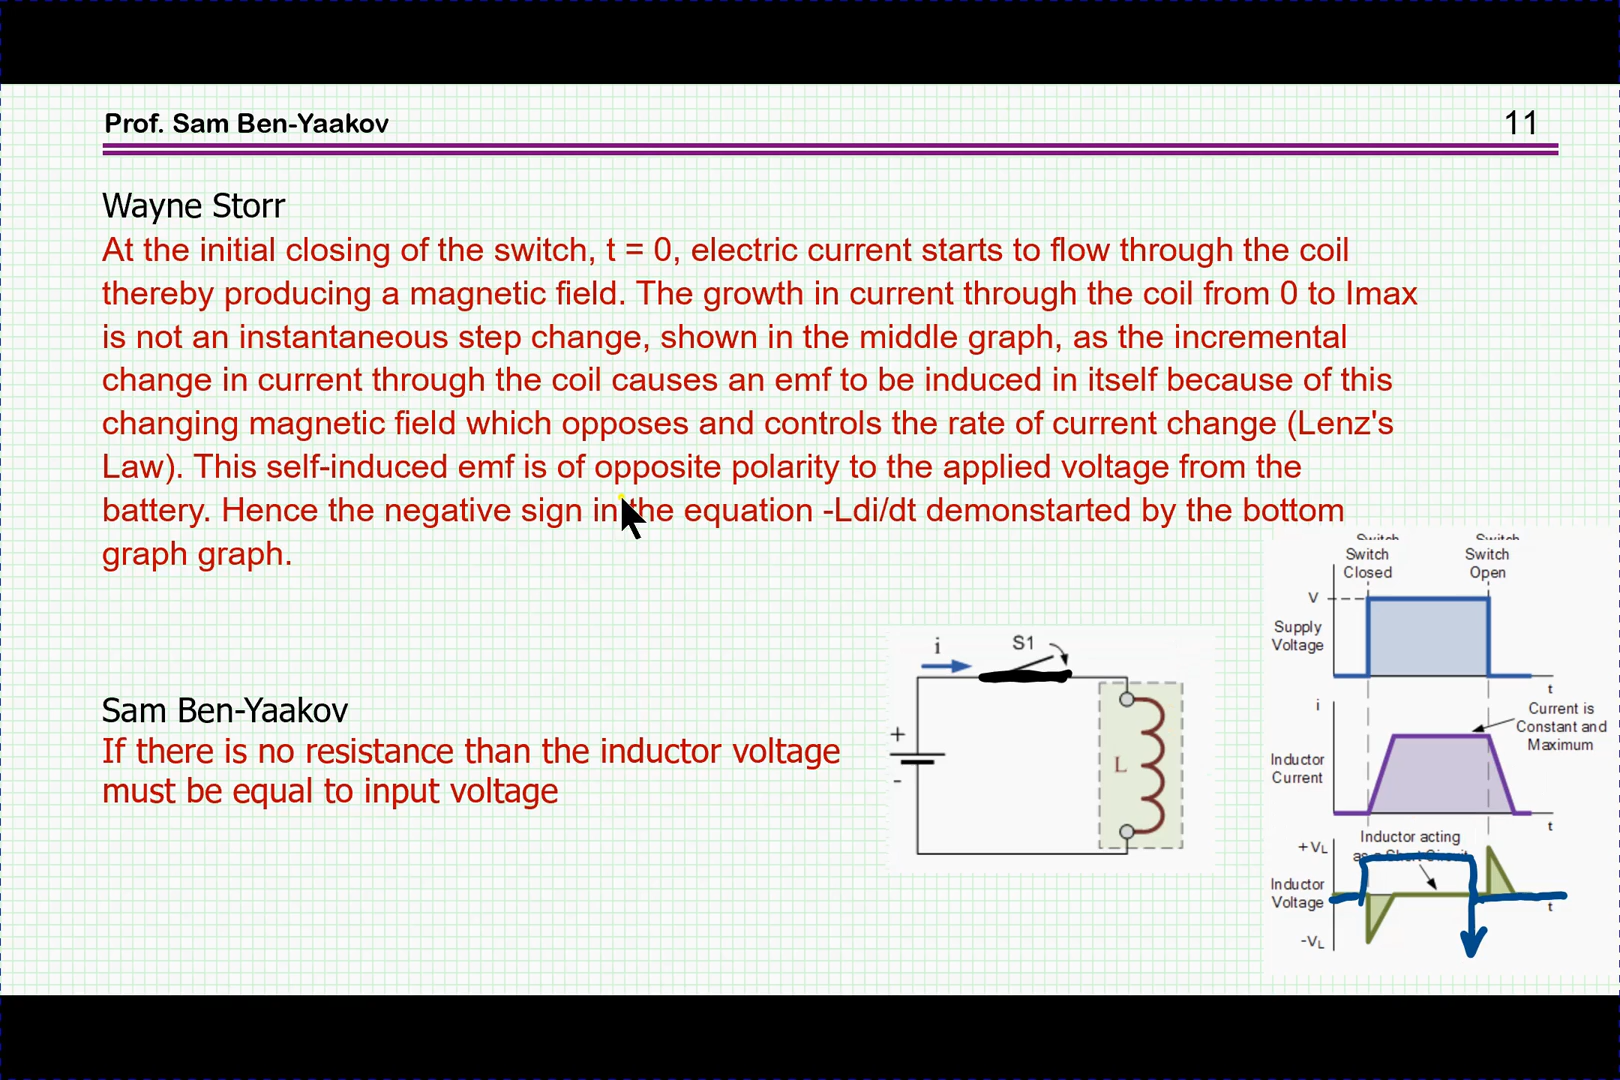 Prof. Sam Ben-Yaakov
11
Wayne Storr
At the initial closing of the switch, t = 0, electric current starts to flow through the coil
thereby producing a magnetic field. The growth in current through the coil from 0 to Imax
is not an instantaneous step change, shown in the middle graph, as the incremental
change in current through the coil causes an emf to be induced in itself because of this
changing magnetic field which opposes and controls the rate of current change (Lenz's
Law). This self-induced emf is of opposite polarity to the applied voltage from the
battery. Hence the negative sign in the equation -Ldi/dt demonstarted by the bottom
graph graph.
Sam Ben-Yaakov
If there is no resistance than the inductor voltage
must be equal to input voltage
i
S1
+
-
L
Switch
Switch
Switch
Closed
Switch
Open
V
Supply
Voltage
t
i
Current is
Constant and
Maximum
Inductor
Current
t
Inductor acting
as a Short Circuit
+VL
Inductor
Voltage
t
-VL